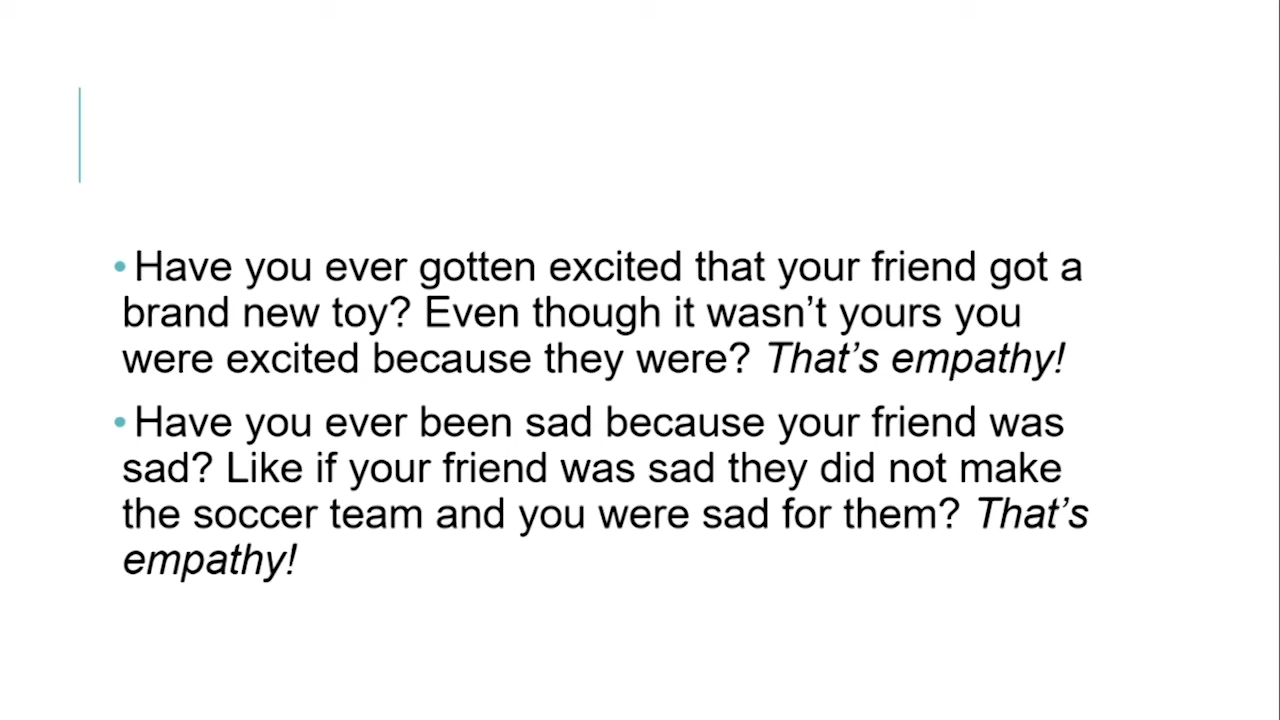 •Have you ever gotten excited that your friend got a
brand new toy? Even though it wasn’t yours you
were excited because they were? That’s empathy!
•Have you ever been sad because your friend was
sad? Like if your friend was sad they did not make
the soccer team and you were sad for them? That’s
empathy!